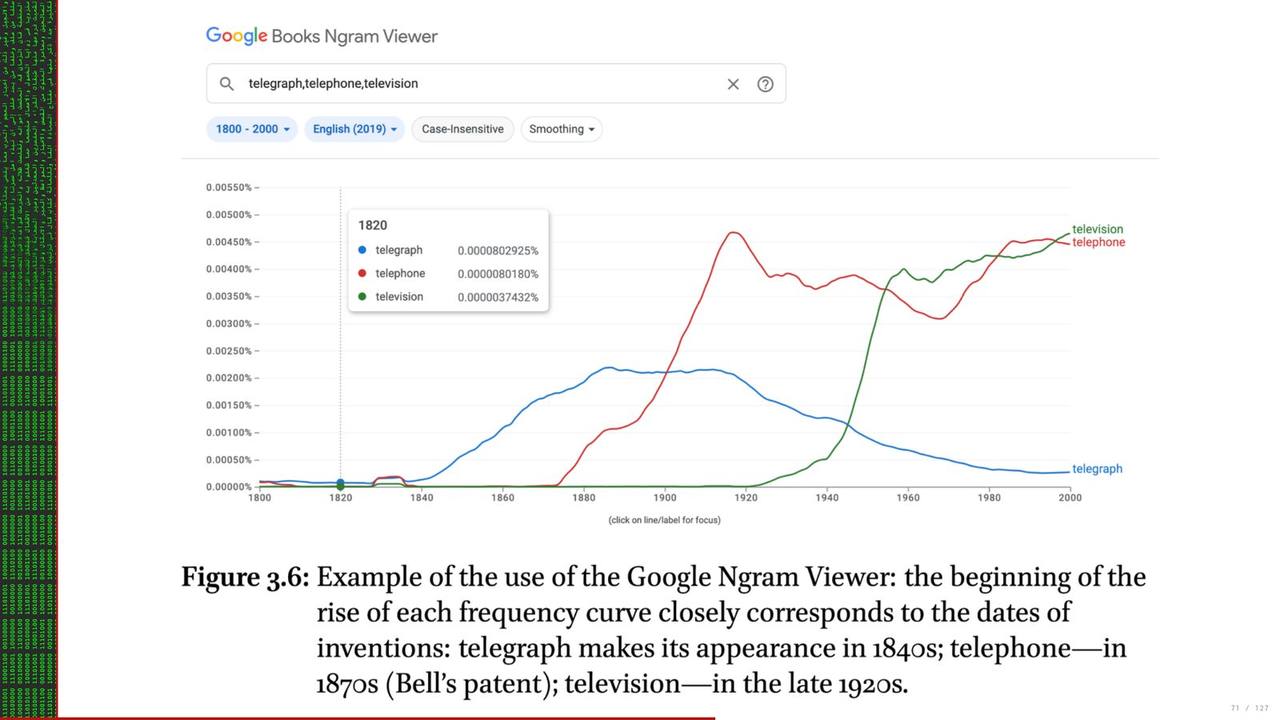 Google Books Ngram Viewer
telegraph,telephone,television
1800 - 2000 English (2019) Case-Insensitive Smoothing
0.00550%
0.00500%
0.00450%
0.00400%
0.00350%
0.00300%
0.00250%
0.00200%
0.00150%
0.00100%
0.00050%
0.00000%
1820
telegraph 0.0000802925%
telephone 0.0000080180%
television 0.0000037432%
television
telephone
telegraph
1800 1820 1840 1860 1880 1900 1920 1940 1960 1980 2000
(click on line/label for focus)
Figure 3.6: Example of the use of the Google Ngram Viewer: the beginning of the
rise of each frequency curve closely corresponds to the dates of
inventions: telegraph makes its appearance in 1840s; telephone—in
1870s (Bell's patent); television—in the late 1920s.
71 / 127